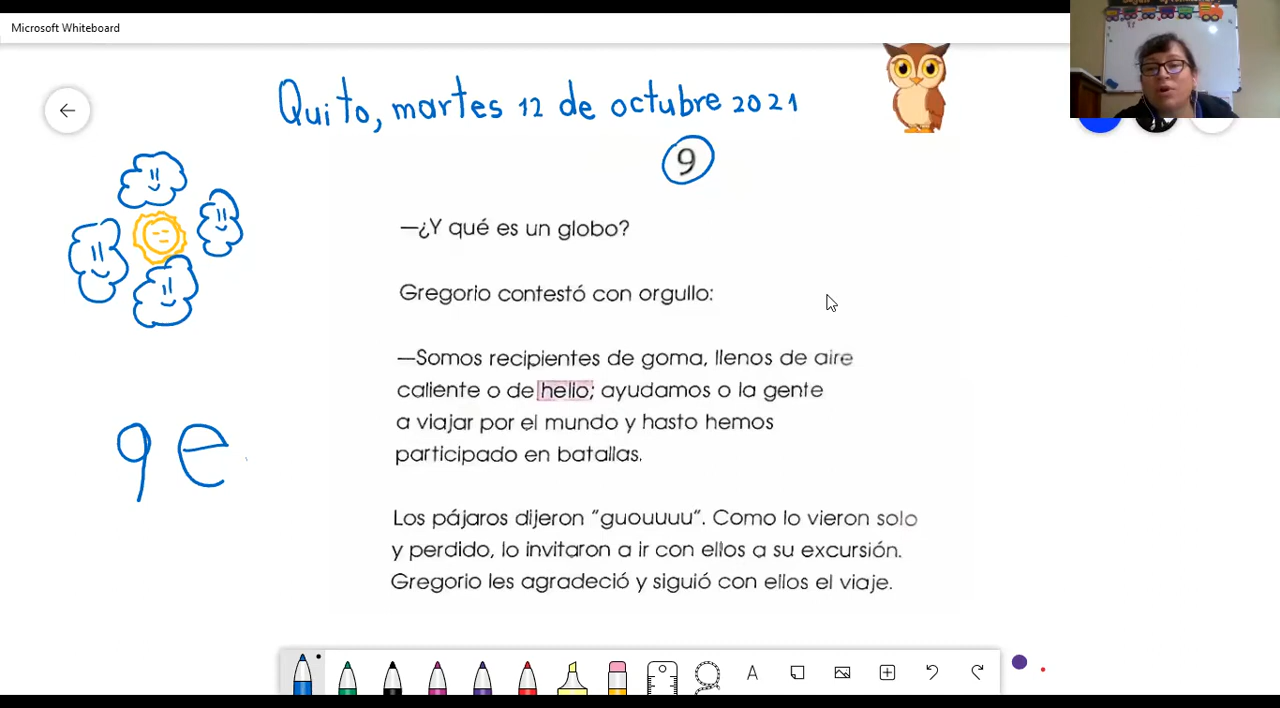 Microsoft Whiteboard
Quito, martes 12 de octubre 2021
9
—¿Y qué es un globo?
Gregorio contestó con orgullo:
—Somos recipientes de goma, llenos de aire
caliente o de helio; ayudamos a la gente
a viajar por el mundo y hasta hemos
participado en batallas.
Los pájaros dijeron "guouuuu". Como lo vieron solo
y perdido, lo invitaron a ir con ellos a su excursión.
Gregorio les agradeció y siguió con ellos el viaje.
q e
A